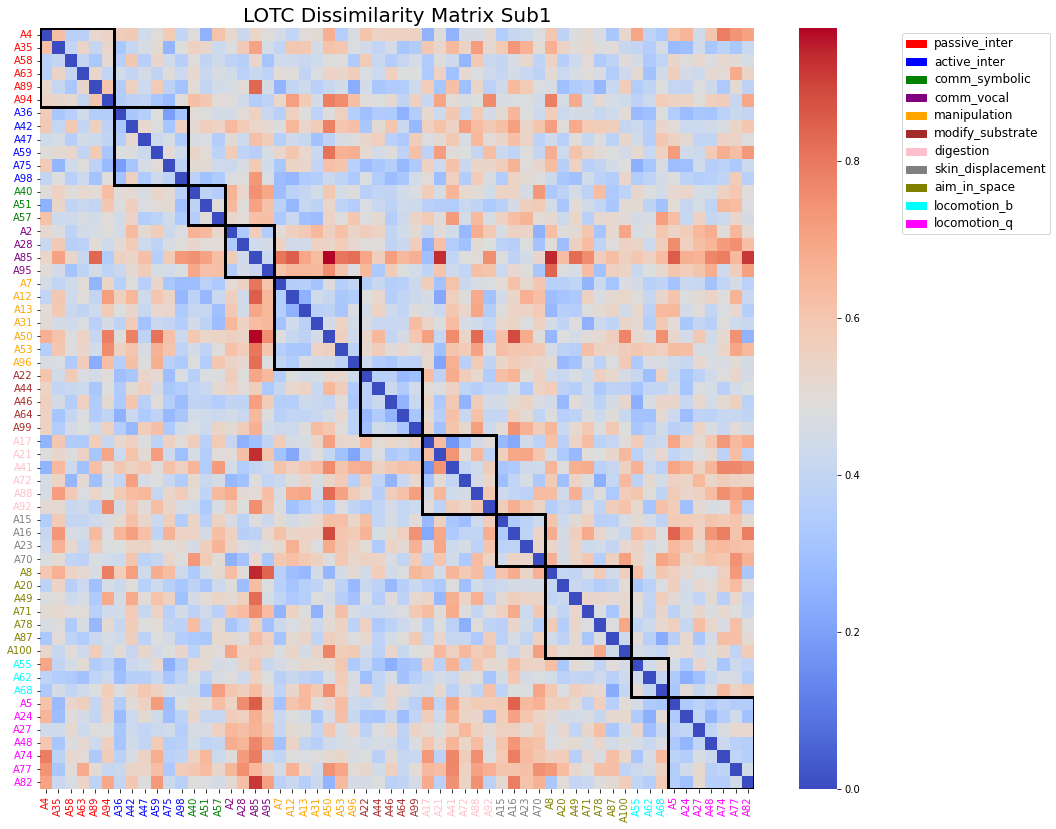 LOTC Dissimilarity Matrix Sub1
A4
A35
A58
A63
A89
A94
A36
A42
A47
A59
A75
A98
A40
A51
A57
A2
A28
A85
A95
A7
A12
A13
A31
A50
A53
A96
A22
A44
A46
A64
A99
A17
A21
A41
A72
A88
A92
A15
A16
A23
A70
A8
A20
A49
A71
A78
A87
A100
A55
A62
A68
A5
A24
A27
A48
A74
A77
A82
A4 A35 A58 A63 A89 A94 A36 A42 A47 A59 A75 A98 A40 A51 A57 A2 A28 A85 A95 A7 A12 A13 A31 A50 A53 A96 A22 A44 A46 A64 A99 A17 A21 A41 A72 A88 A92 A15 A16 A23 A70 A8 A20 A49 A71 A78 A87 A100 A55 A62 A68 A5 A24 A27 A48 A74 A77 A82
0.8
0.6
0.4
0.2
0.0
passive_inter
active_inter
comm_symbolic
comm_vocal
manipulation
modify_substrate
digestion
skin_displacement
aim_in_space
locomotion_b
locomotion_q